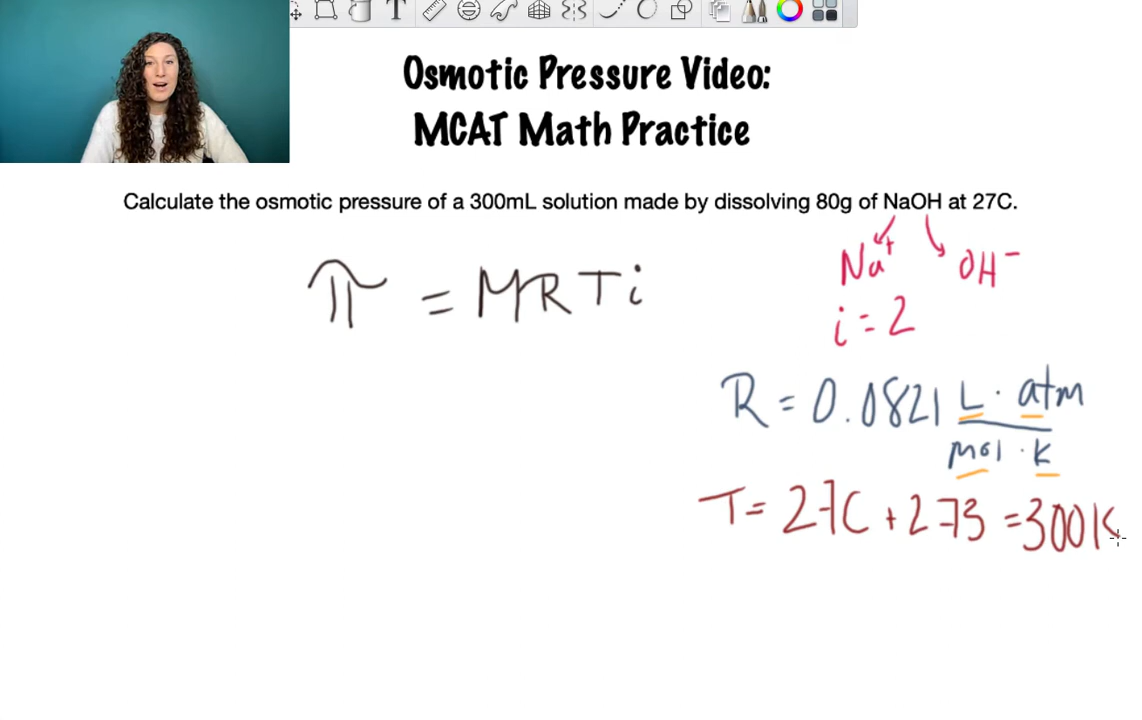 T
Osmotic Pressure Video:
MCAT Math Practice
Calculate the osmotic pressure of a 300mL solution made by dissolving 80g of NaOH at 27C.
Na⁺ OH⁻
π = MRTi
i = 2
R = 0.0821 L · atm
mol · K
T = 27C + 273 = 300K